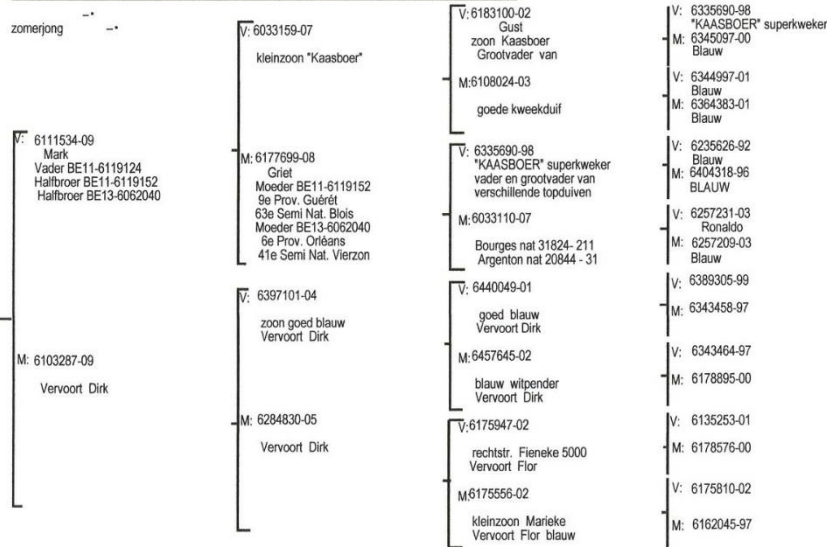 zomerjong
V: 6111534-09
Mark
Vader BE11-6119124
Halfbroer BE11-6119152
Halfbroer BE13-6062040
M: 6103287-09
Vervoort Dirk
V: 6033159-07
kleinzoon "Kaasboer"
M: 6177699-08
Griet
Moeder BE11-6119152
9e Prov. Guérét
63e Semi Nat. Blois
Moeder BE13-6062040
6e Prov. Orléans
41e Semi Nat. Vierzon
V: 6397101-04
zoon goed blauw
Vervoort Dirk
M: 6284830-05
Vervoort Dirk
V:6183100-02
Gust
zoon Kaasboer
Grootvader van
M:6108024-03
goede kweekduif
V: 6335690-98
"KAASBOER" superkweker
vader en grootvader van
verschillende topduiven
M:6033110-07
Bourges nat 31824- 211
Argenton nat 20844 - 31
V:6440049-01
goed blauw
Vervoort Dirk
M:6457645-02
blauw witpender
Vervoort Dirk
V:6175947-02
rechtstr. Fieneke 5000
Vervoort Flor
M:6175556-02
kleinzoon Marieke
Vervoort Flor blauw
V: 6335690-98
"KAASBOER" superkweker
M: 6345097-00
Blauw
V: 6344997-01
Blauw
M: 6364383-01
Blauw
V: 6235626-92
Blauw
M: 6404318-96
BLAUW
V: 6257231-03
Ronaldo
M: 6257209-03
Blauw
V: 6389305-99
M: 6343458-97
V: 6343464-97
M: 6178895-00
V: 6135253-01
M: 6178576-00
V: 6175810-02
M: 6162045-97